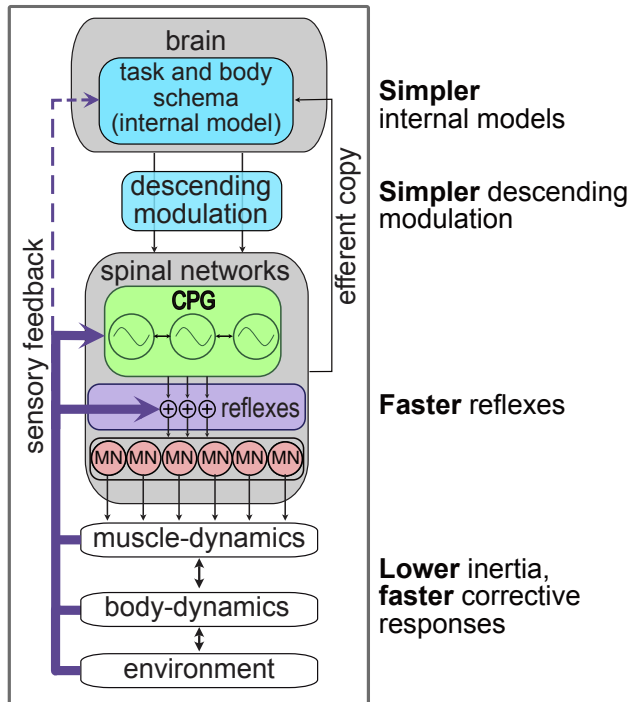 brain
task and body
schema
(internal model)
Simpler
internal models
descending
modulation
Simpler descending
modulation
efferent copy
sensory feedback
spinal networks
CPG
reflexes
Faster reflexes
MN MN MN MN MN MN
muscle-dynamics
body-dynamics
environment
Lower inertia,
faster corrective
responses